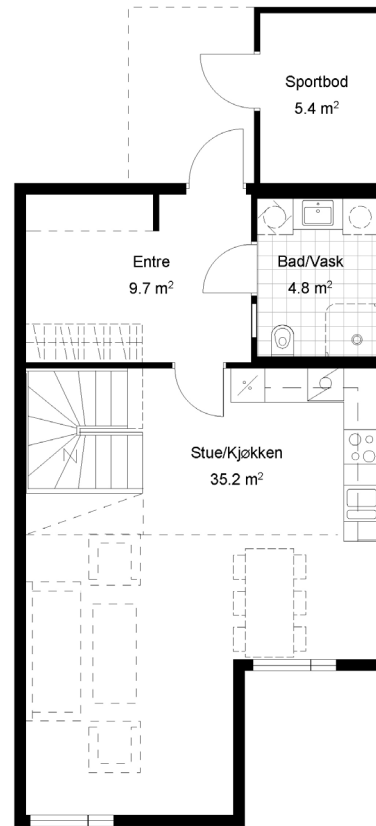 Sportbod
5.4 m²
Entre
9.7 m²
Bad/Vask
4.8 m²
Stue/Kjøkken
35.2 m²